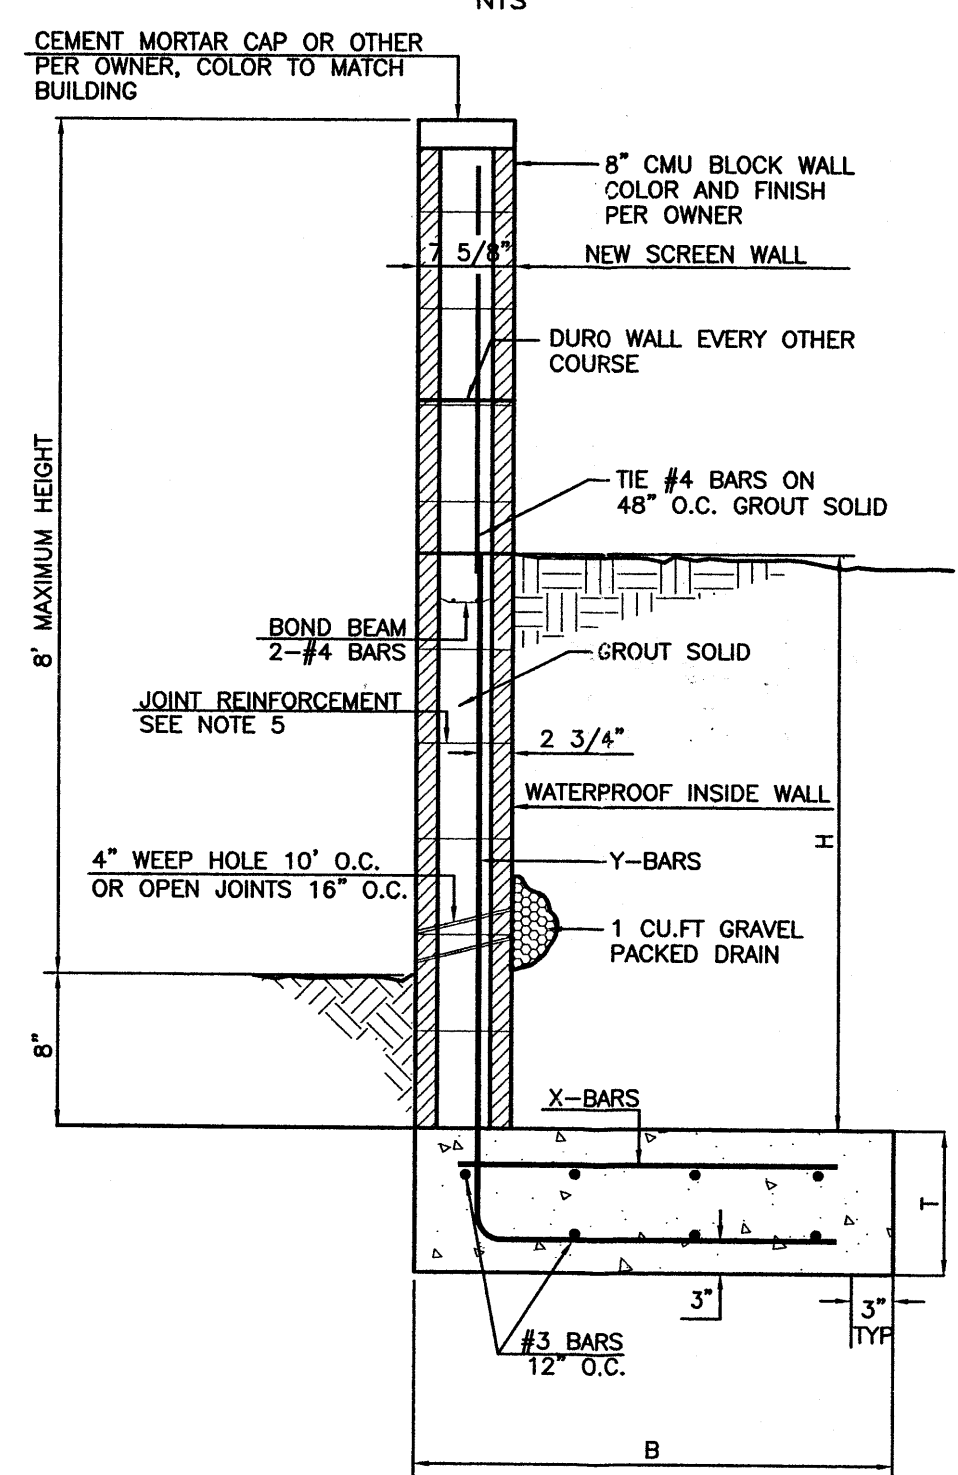 NTS
CEMENT MORTAR CAP OR OTHER
PER OWNER, COLOR TO MATCH
BUILDING
8" CMU BLOCK WALL
COLOR AND FINISH
PER OWNER
7 5/8"
NEW SCREEN WALL
DURO WALL EVERY OTHER
COURSE
8' MAXIMUM HEIGHT
TIE #4 BARS ON
48" O.C. GROUT SOLID
BOND BEAM
2-#4 BARS
GROUT SOLID
JOINT REINFORCEMENT
SEE NOTE 5
2 3/4"
WATERPROOF INSIDE WALL
H
4" WEEP HOLE 10' O.C.
OR OPEN JOINTS 16" O.C.
Y-BARS
1 CU.FT GRAVEL
PACKED DRAIN
8"
X-BARS
T
3"
3"
TYP
#3 BARS
12" O.C.
B